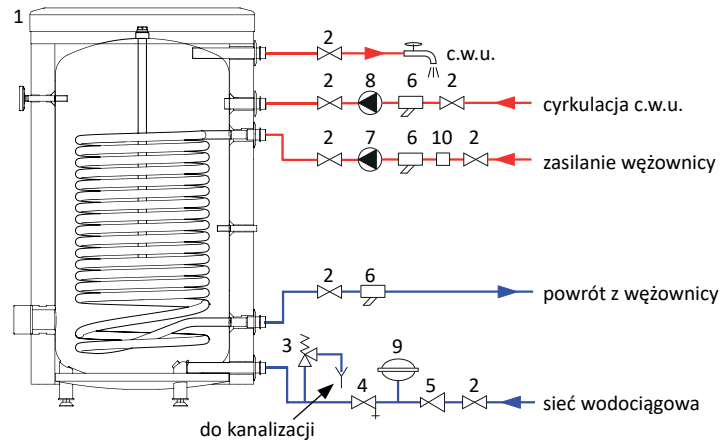 1
2
c.w.u.
2 8 6 2
cyrkulacja c.w.u.
2 7 6 10 2
zasilanie wężownicy
2 6
powrót z wężownicy
3 9
4 5 2
sieć wodociągowa
do kanalizacji